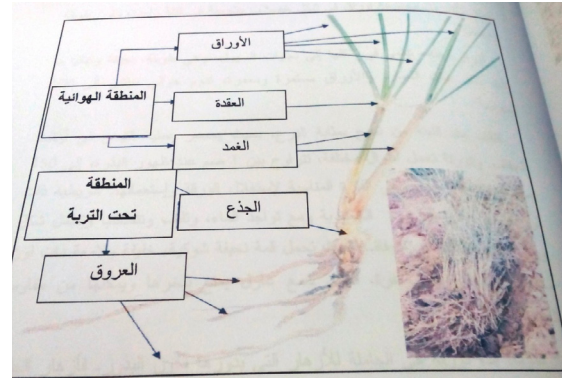 الأوراق
المنطقة الهوائية
العقدة
الغمد
المنطقة
تحت التربة
الجذع
العروق